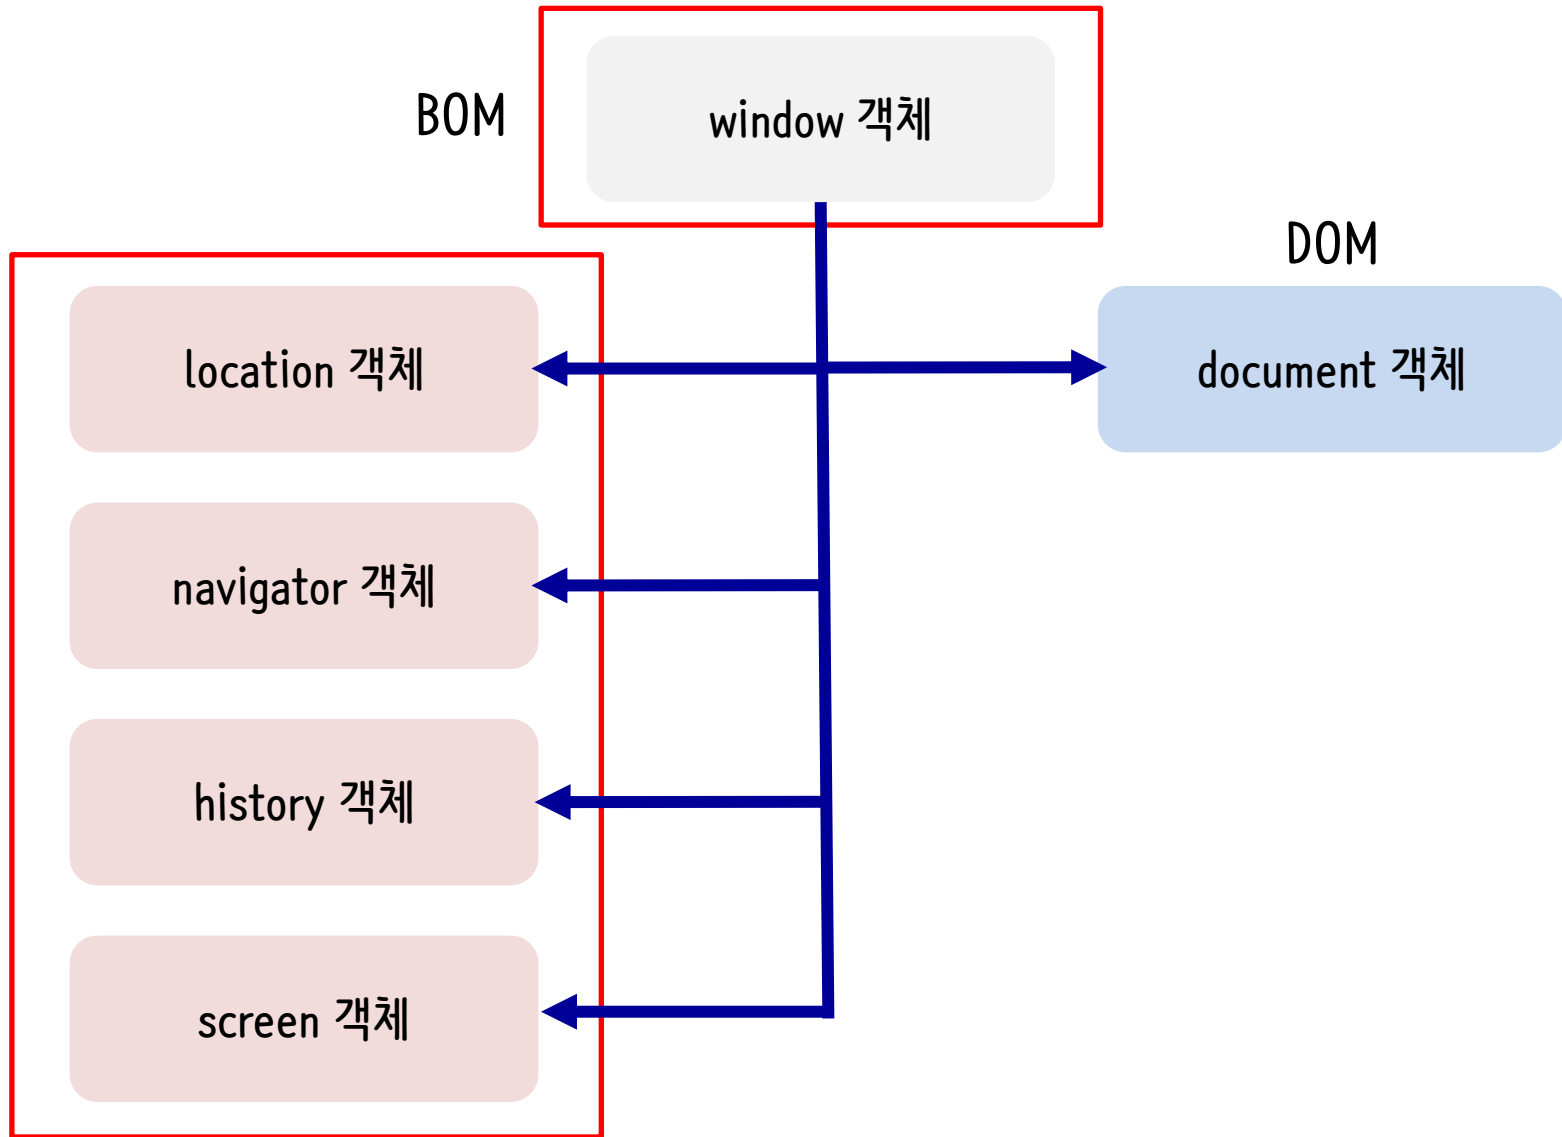 BOM
window 객체
DOM
location 객체
document 객체
navigator 객체
history 객체
screen 객체